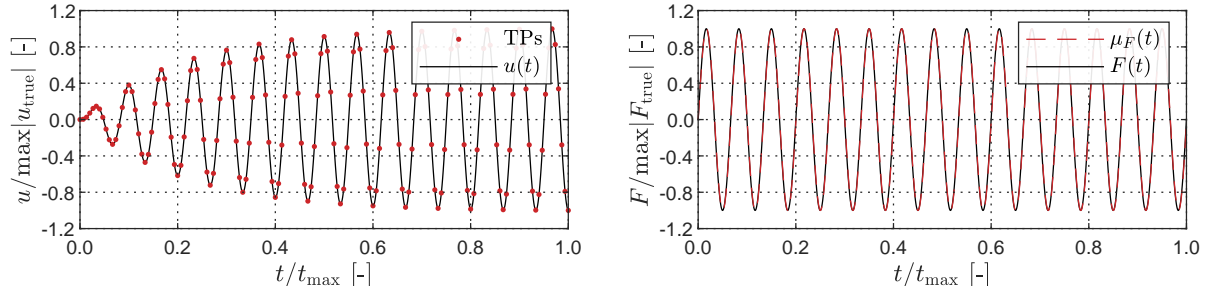 1.2
0.8
0.4
0.0
-0.4
-0.8
-1.2
u/max|u_true| [-]
TPs
u(t)
0.0 0.2 0.4 0.6 0.8 1.0
t/t_max [-]
1.2
0.8
0.4
0.0
-0.4
-0.8
-1.2
F/max|F_true| [-]
μ_F(t)
F(t)
0.0 0.2 0.4 0.6 0.8 1.0
t/t_max [-]